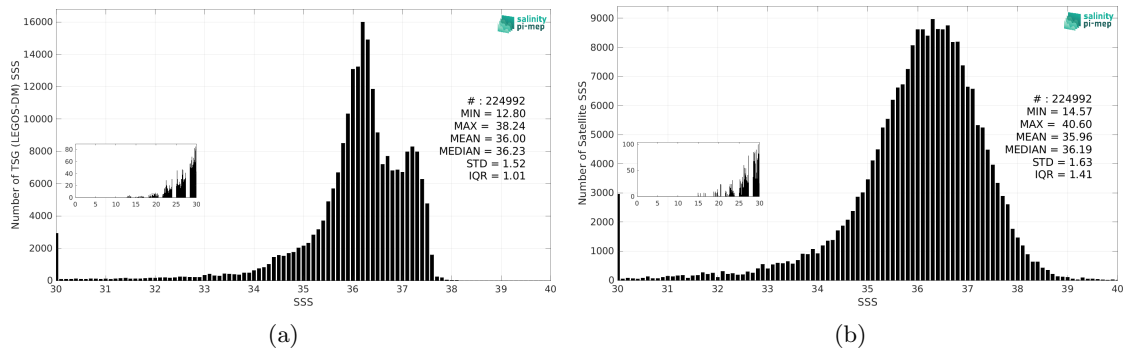 16000
14000
12000
10000
8000
6000
4000
2000
0
Number of TSG (LEGOS-DM) SSS
salinity
pi-mep
# : 224992
MIN = 12.80
MAX = 38.24
MEAN = 36.00
MEDIAN = 36.23
STD = 1.52
IQR = 1.01
80
60
40
20
0
0 5 10 15 20 25 30
30 32 33 34 35 36 37 38 39 40
SSS
(a)
9000
8000
7000
6000
5000
4000
3000
2000
1000
0
Number of Satellite SSS
salinity
pi-mep
# : 224992
MIN = 14.57
MAX = 40.60
MEAN = 35.96
MEDIAN = 36.19
STD = 1.63
IQR = 1.41
100
50
0
0 5 10 15 20 25 30
30 31 32 33 34 35 36 37 38 39 40
SSS
(b)